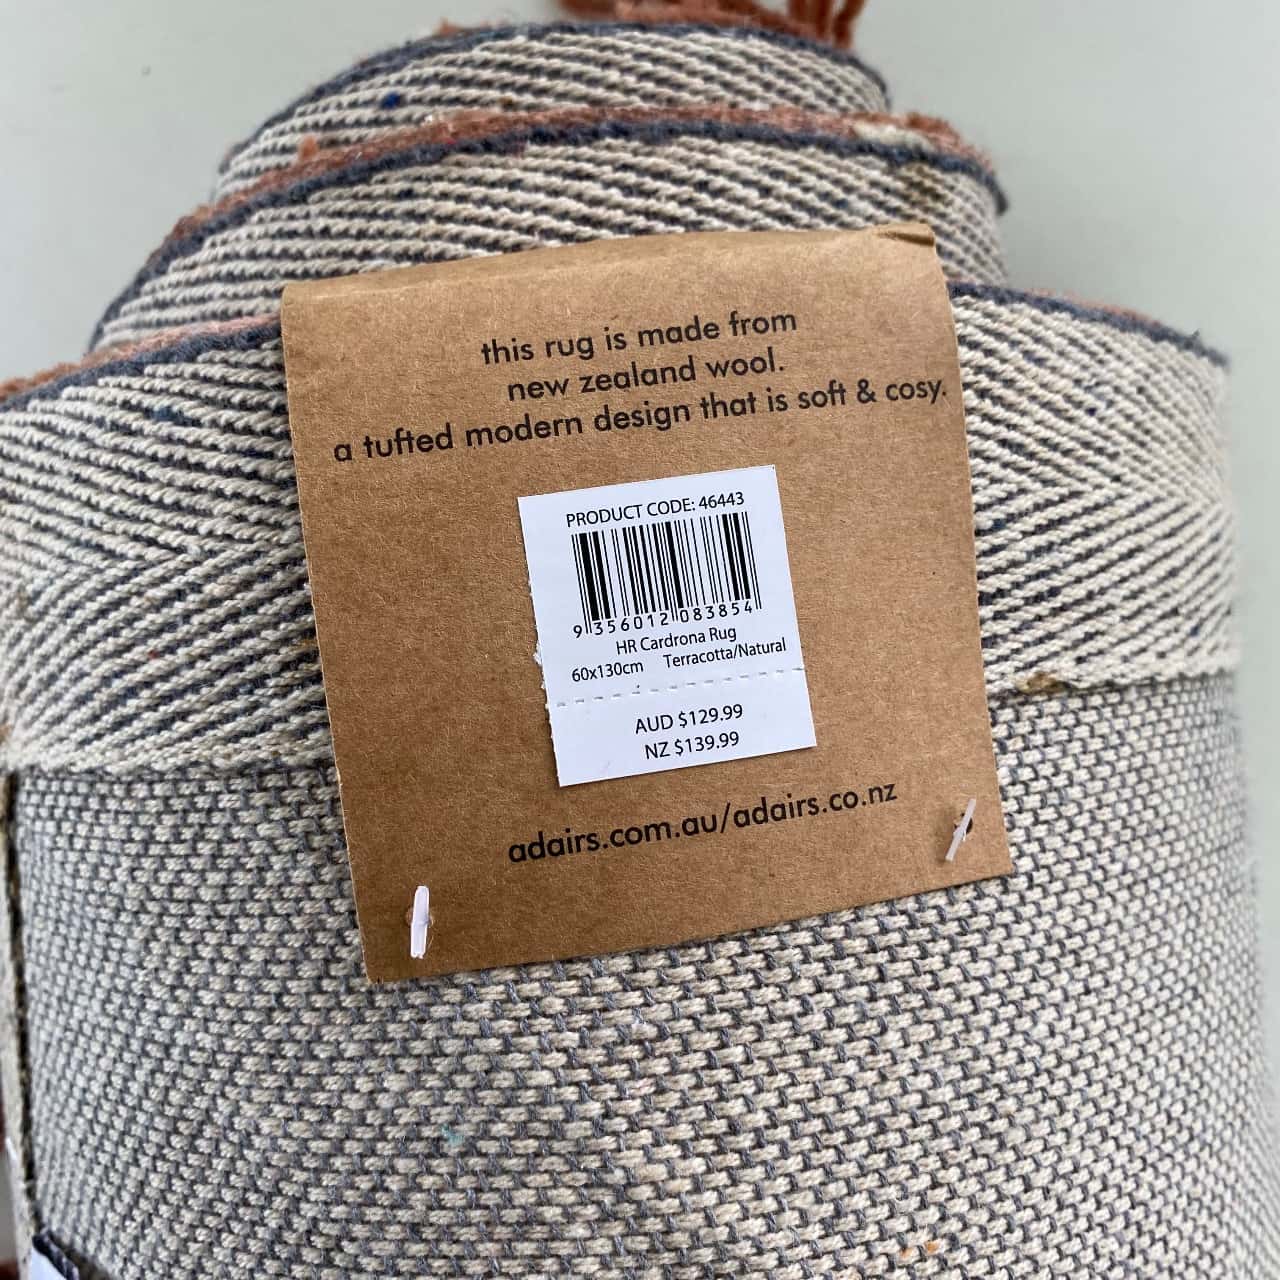 this rug is made from
new zealand wool.
a tufted modern design that is soft & cosy.
PRODUCT CODE: 46443
9 356012 083854
HR Cardrona Rug
60x130cm Terracotta/Natural
AUD $129.99
NZ $139.99
adairs.com.au/adairs.co.nz